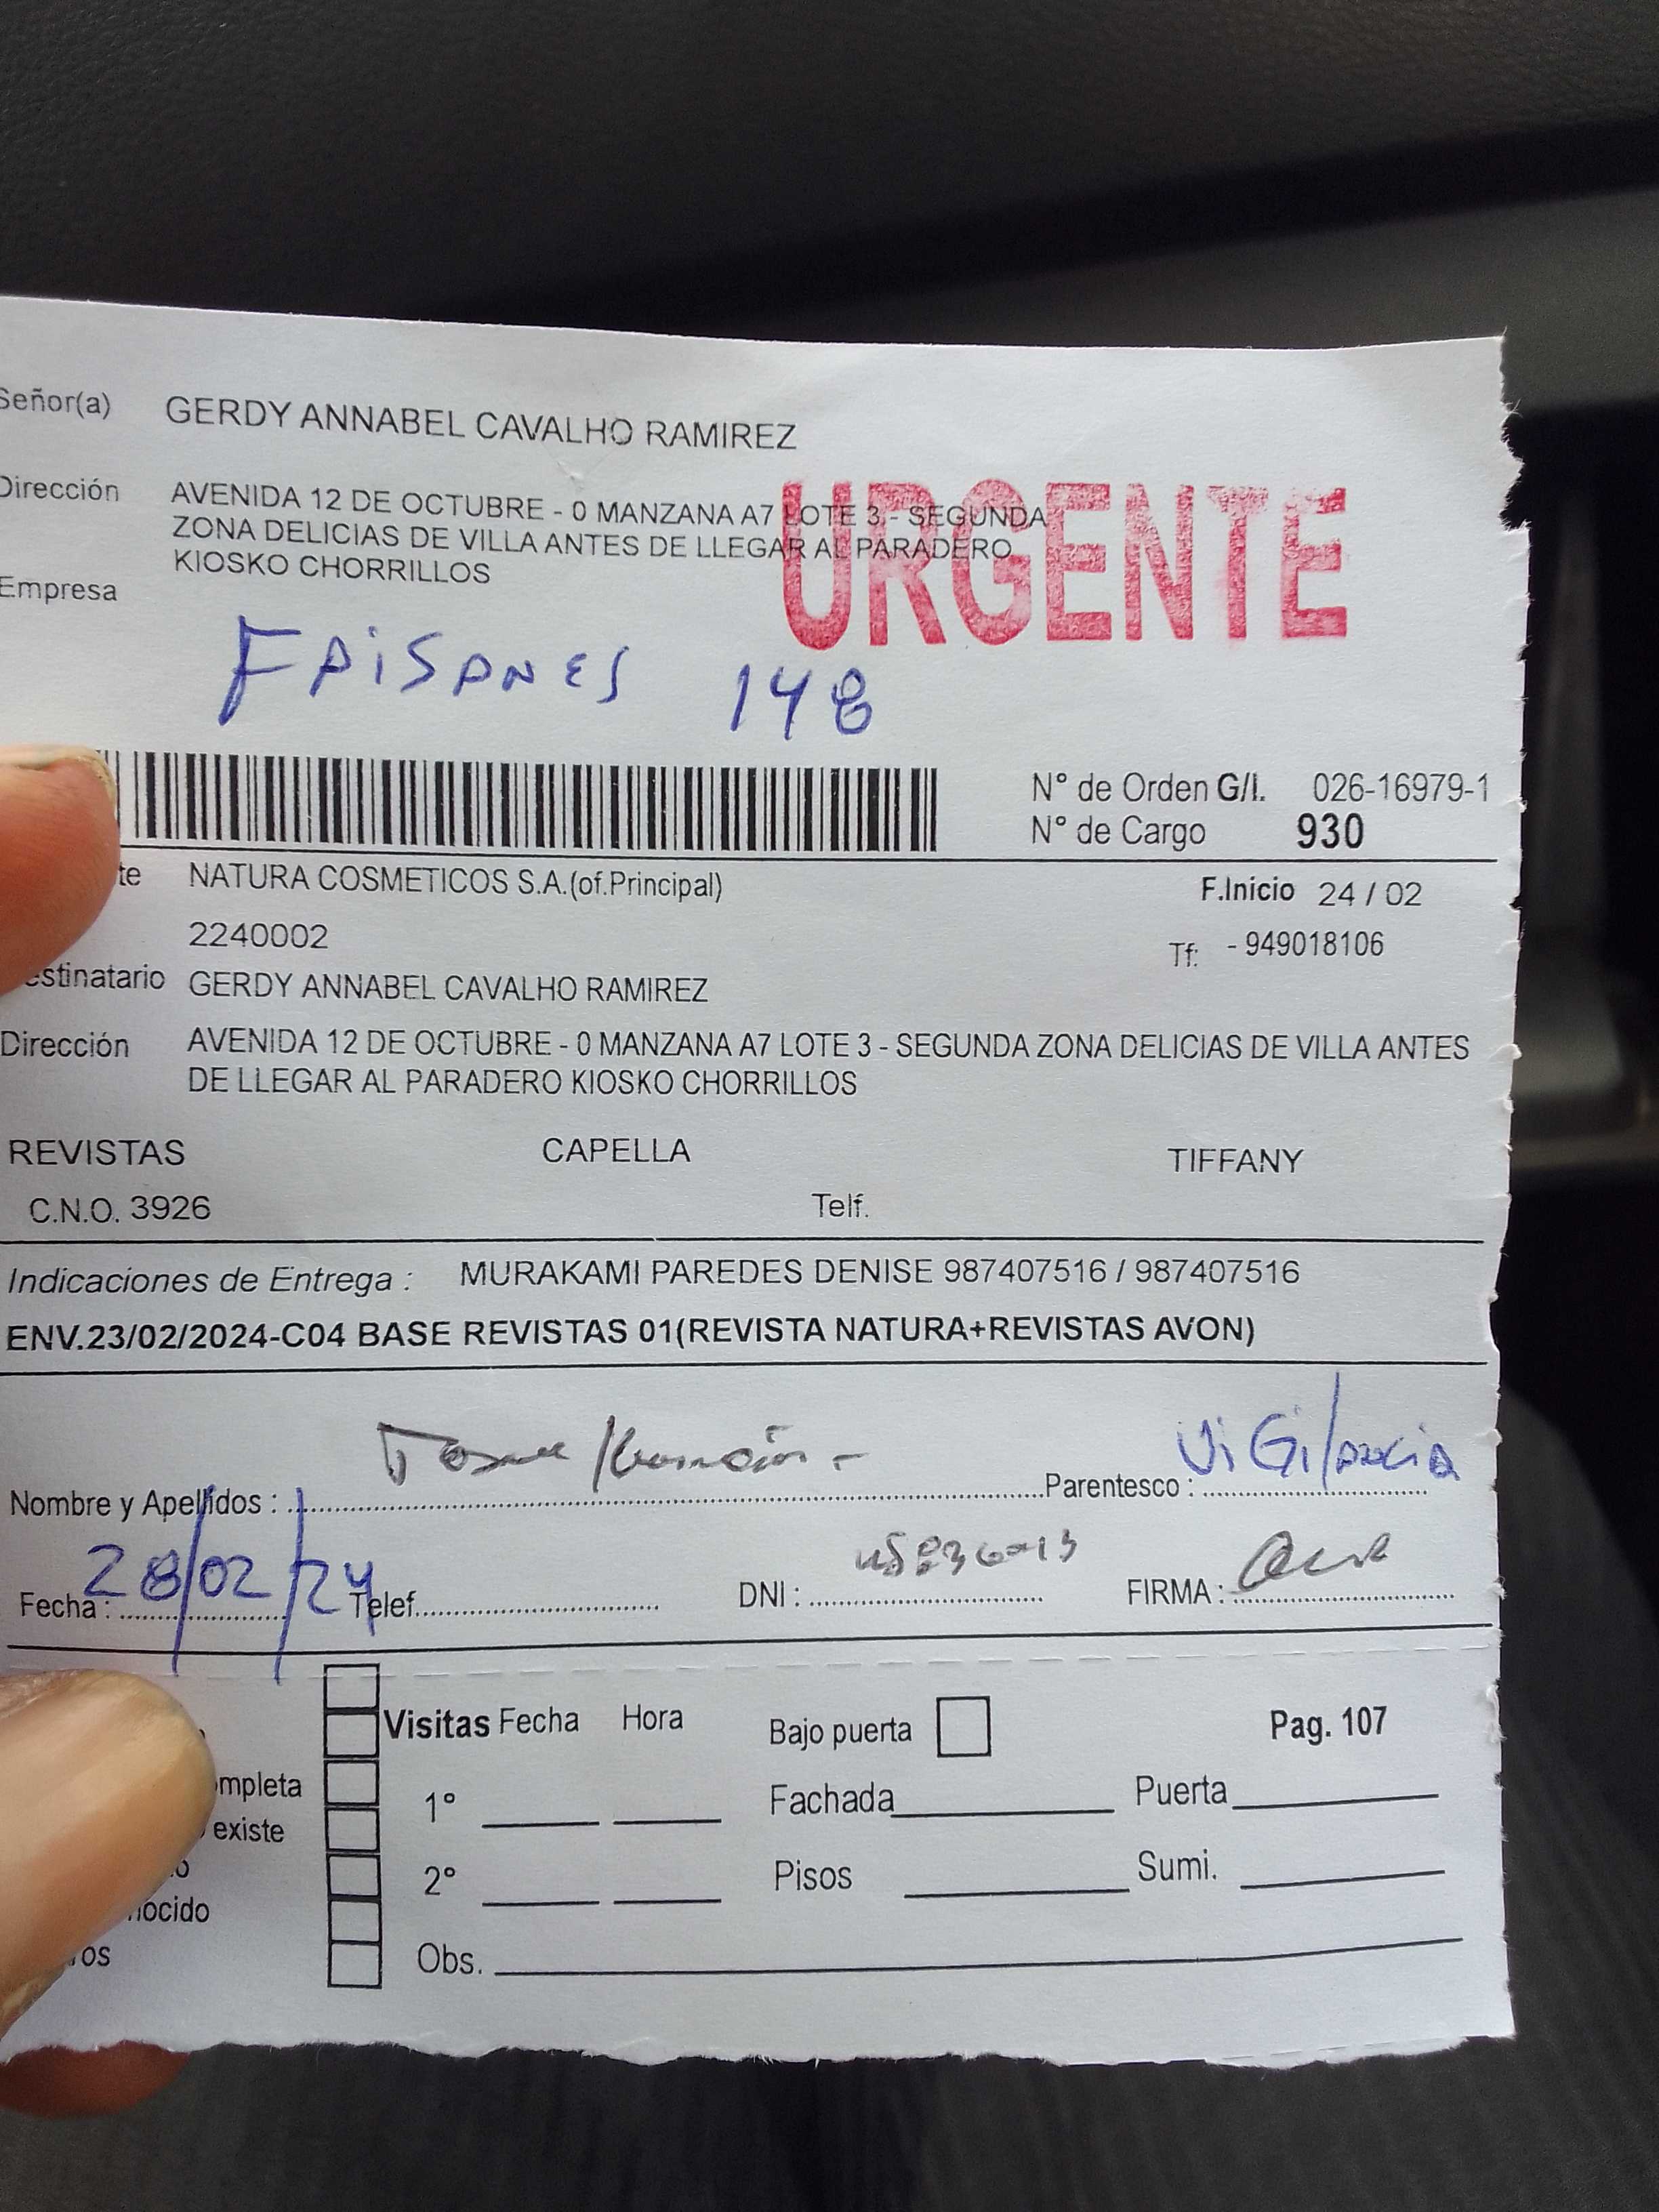 Señor(a) GERDY ANNABEL CAVALHO RAMIREZ
Dirección AVENIDA 12 DE OCTUBRE - 0 MANZANA A7 LOTE 3 - SEGUNDA
ZONA DELICIAS DE VILLA ANTES DE LLEGAR AL PARADERO
KIOSKO CHORRILLOS
URGENTE
Empresa
FAISANES 148
N° de Orden G/I. 026-16979-1
N° de Cargo 930
te NATURA COSMETICOS S.A.(of.Principal) F.Inicio 24 / 02
2240002 Tf: - 949018106
estinatario GERDY ANNABEL CAVALHO RAMIREZ
Dirección AVENIDA 12 DE OCTUBRE - 0 MANZANA A7 LOTE 3 - SEGUNDA ZONA DELICIAS DE VILLA ANTES
DE LLEGAR AL PARADERO KIOSKO CHORRILLOS
REVISTAS CAPELLA TIFFANY
C.N.O. 3926 Telf.
Indicaciones de Entrega : MURAKAMI PAREDES DENISE 987407516 / 987407516
ENV.23/02/2024-C04 BASE REVISTAS 01(REVISTA NATURA+REVISTAS AVON)
Nombre y Apellidos : Parentesco : ViGilancia
Fecha : 28/02/24 Telef. DNI : FIRMA :
Visitas Fecha Hora Bajo puerta Pag. 107
mpleta 1° Fachada Puerta
existe
2° Pisos Sumi.
nocido
ros Obs.